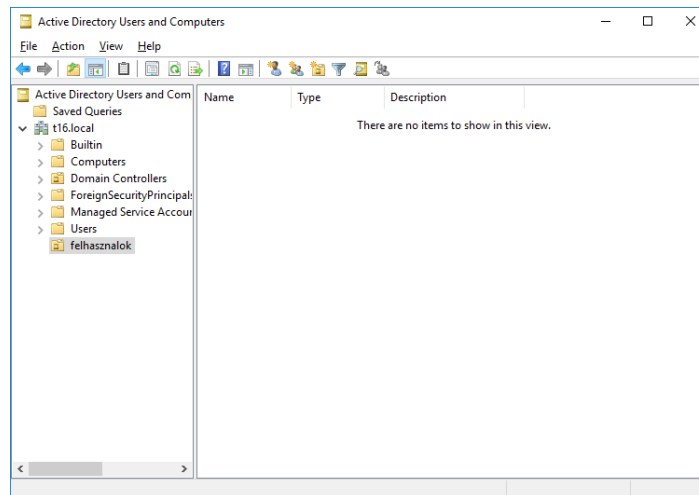 Active Directory Users and Computers
File Action View Help
Active Directory Users and Com
Saved Queries
t16.local
Builtin
Computers
Domain Controllers
ForeignSecurityPrincipals
Managed Service Accour
Users
felhasznalok
Name Type Description
There are no items to show in this view.